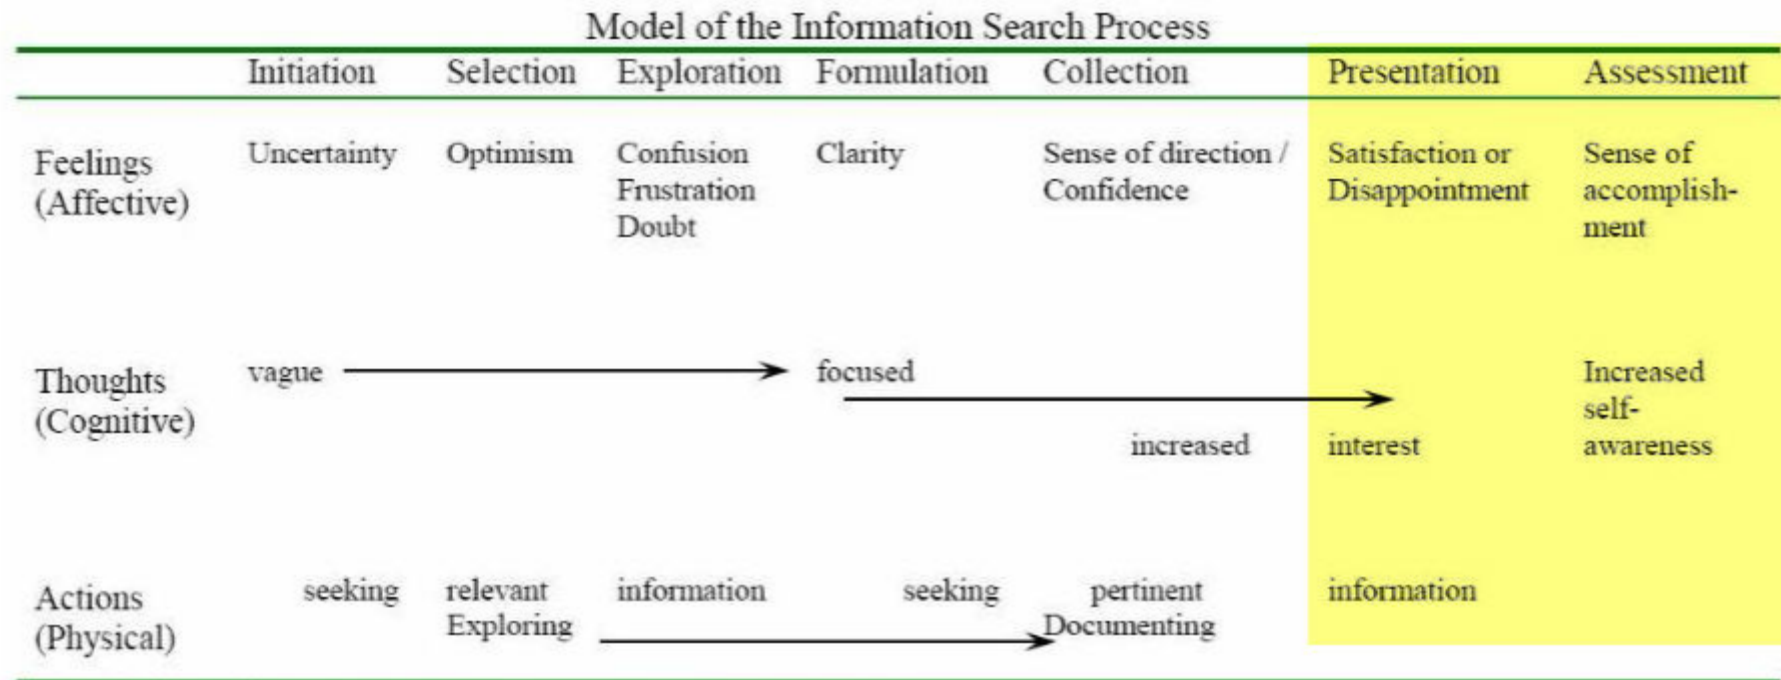 Model of the Information Search Process
Initiation Selection Exploration Formulation Collection Presentation Assessment
Feelings
(Affective)
Uncertainty
Optimism
Confusion
Frustration
Doubt
Clarity
Sense of direction /
Confidence
Satisfaction or
Disappointment
Sense of
accomplish-
ment
Thoughts
(Cognitive)
vague
focused
increased interest
Increased
self-
awareness
Actions
(Physical)
seeking relevant information seeking pertinent information
Exploring Documenting